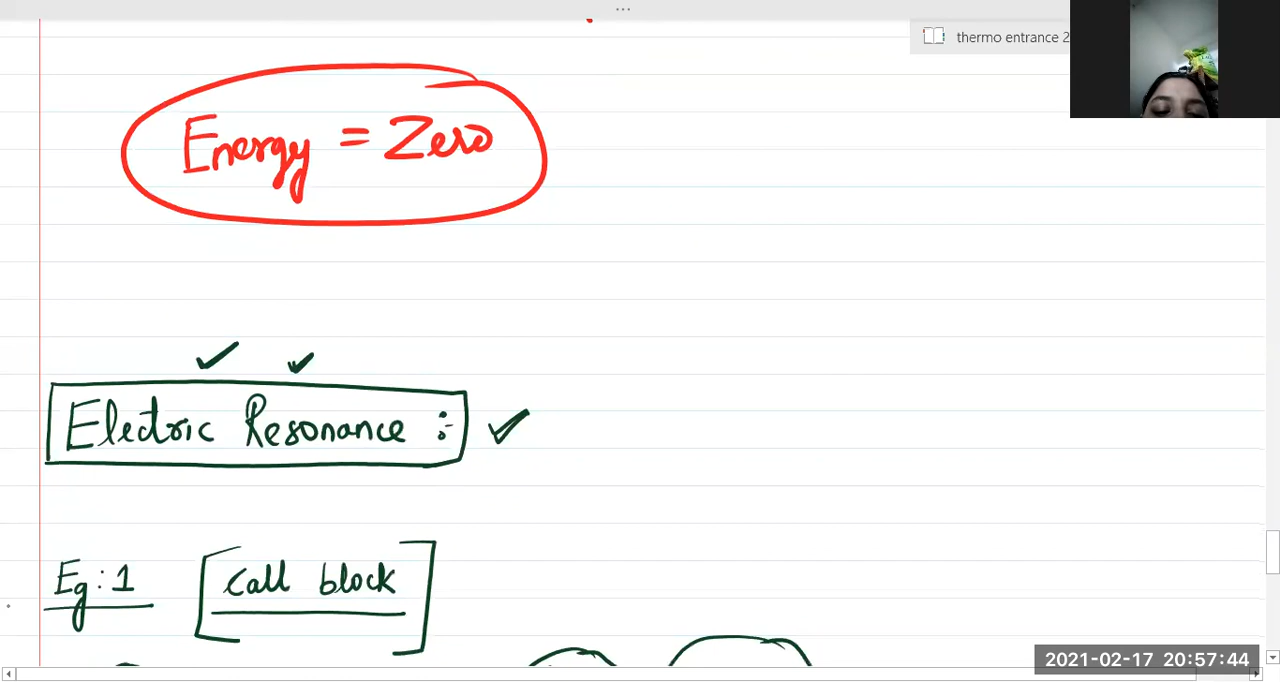 thermo entrance 2
Energy = Zero
Electric Resonance :-
Eg : 1 [Call block]
2021-02-17 20:57:44